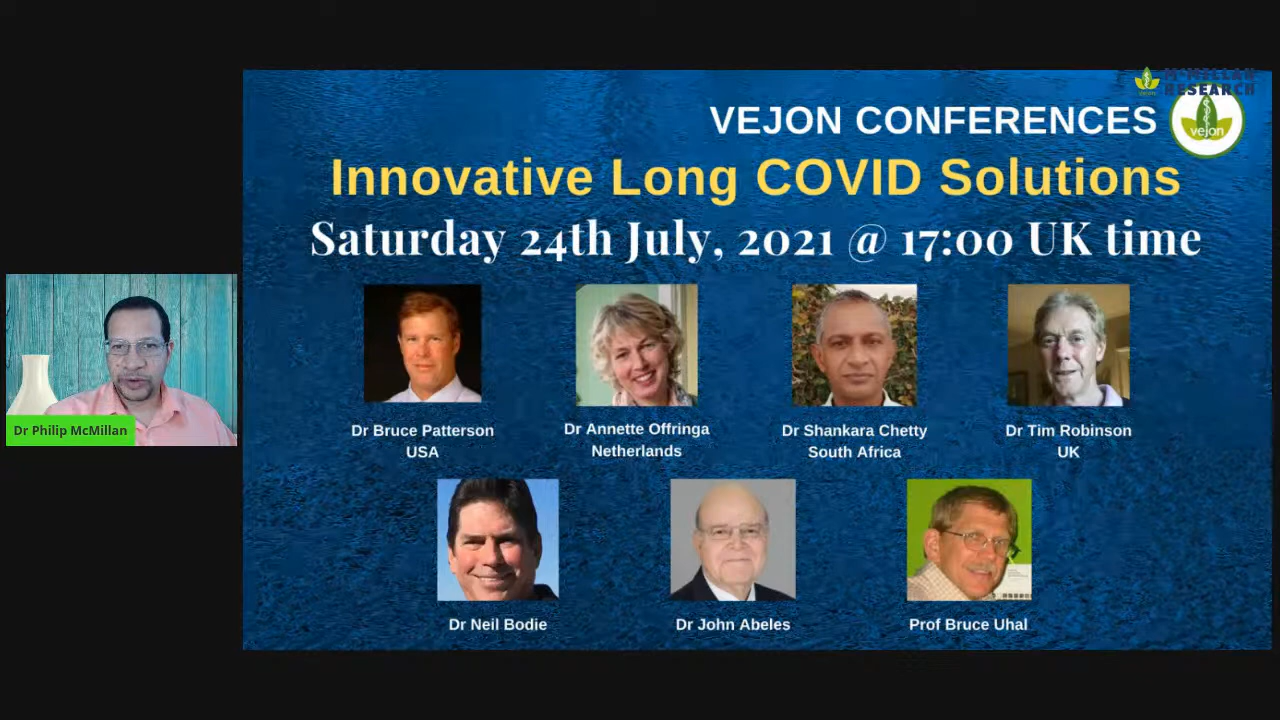 McMILLAN
RESEARCH
VEJON CONFERENCES
vejon
Innovative Long COVID Solutions
Saturday 24th July, 2021 @ 17:00 UK time
Dr Philip McMillan
Dr Bruce Patterson
USA
Dr Annette Offringa
Netherlands
Dr Shankara Chetty
South Africa
Dr Tim Robinson
UK
Dr Neil Bodie
Dr John Abeles
Prof Bruce Uhal